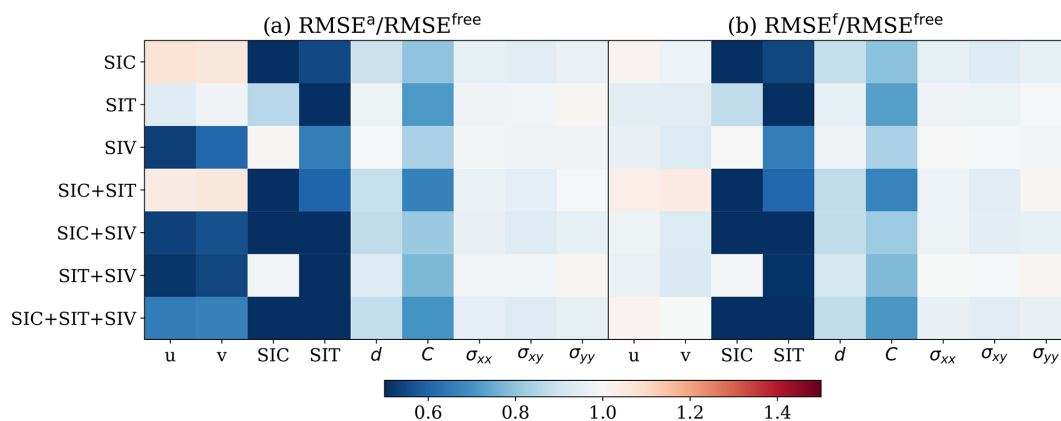 (a) RMSEᵃ/RMSEᶠʳᵉᵉ (b) RMSEᶠ/RMSEᶠʳᵉᵉ
SIC
SIT
SIV
SIC+SIT
SIC+SIV
SIT+SIV
SIC+SIT+SIV
u v SIC SIT d C σxx σxy σyy u v SIC SIT d C σxx σxy σyy
0.6 0.8 1.0 1.2 1.4